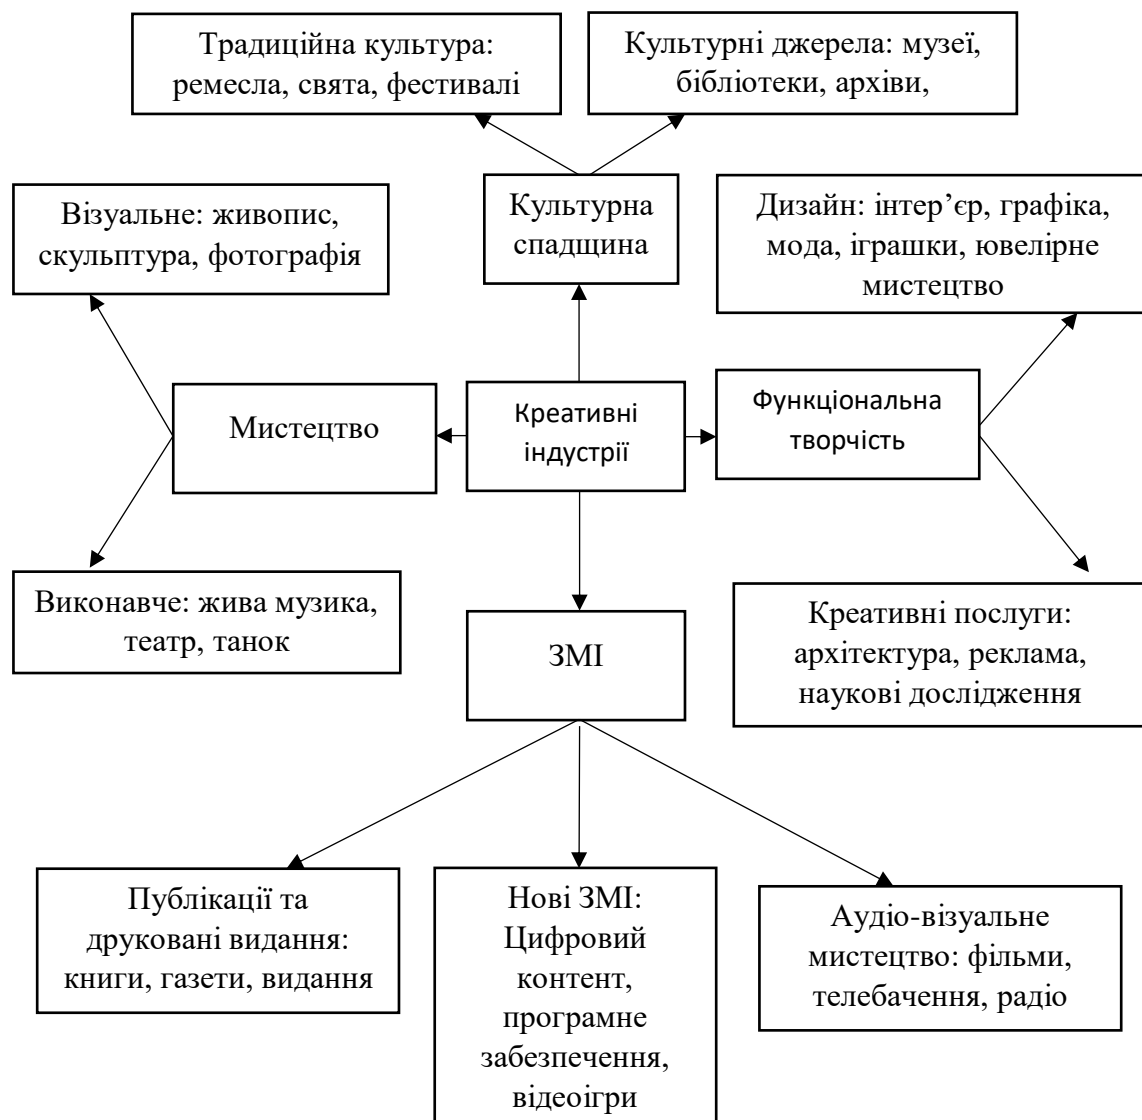 Традиційна культура:
ремесла, свята, фестивалі
Культурні джерела: музеї,
бібліотеки, архіви,
Візуальне: живопис,
скульптура, фотографія
Культурна
спадщина
Дизайн: інтер’єр, графіка,
мода, іграшки, ювелірне
мистецтво
Мистецтво
Креативні
індустрії
Функціональна
творчість
Виконавче: жива музика,
театр, танок
ЗМІ
Креативні послуги:
архітектура, реклама,
наукові дослідження
Публікації та
друковані видання:
книги, газети, видання
Нові ЗМІ:
Цифровий
контент,
програмне
забезпечення,
відеоігри
Аудіо-візуальне
мистецтво: фільми,
телебачення, радіо